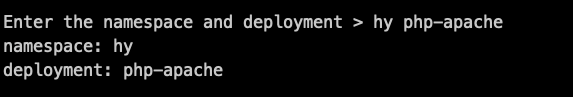 Enter the namespace and deployment > hy php-apache
namespace: hy
deployment: php-apache